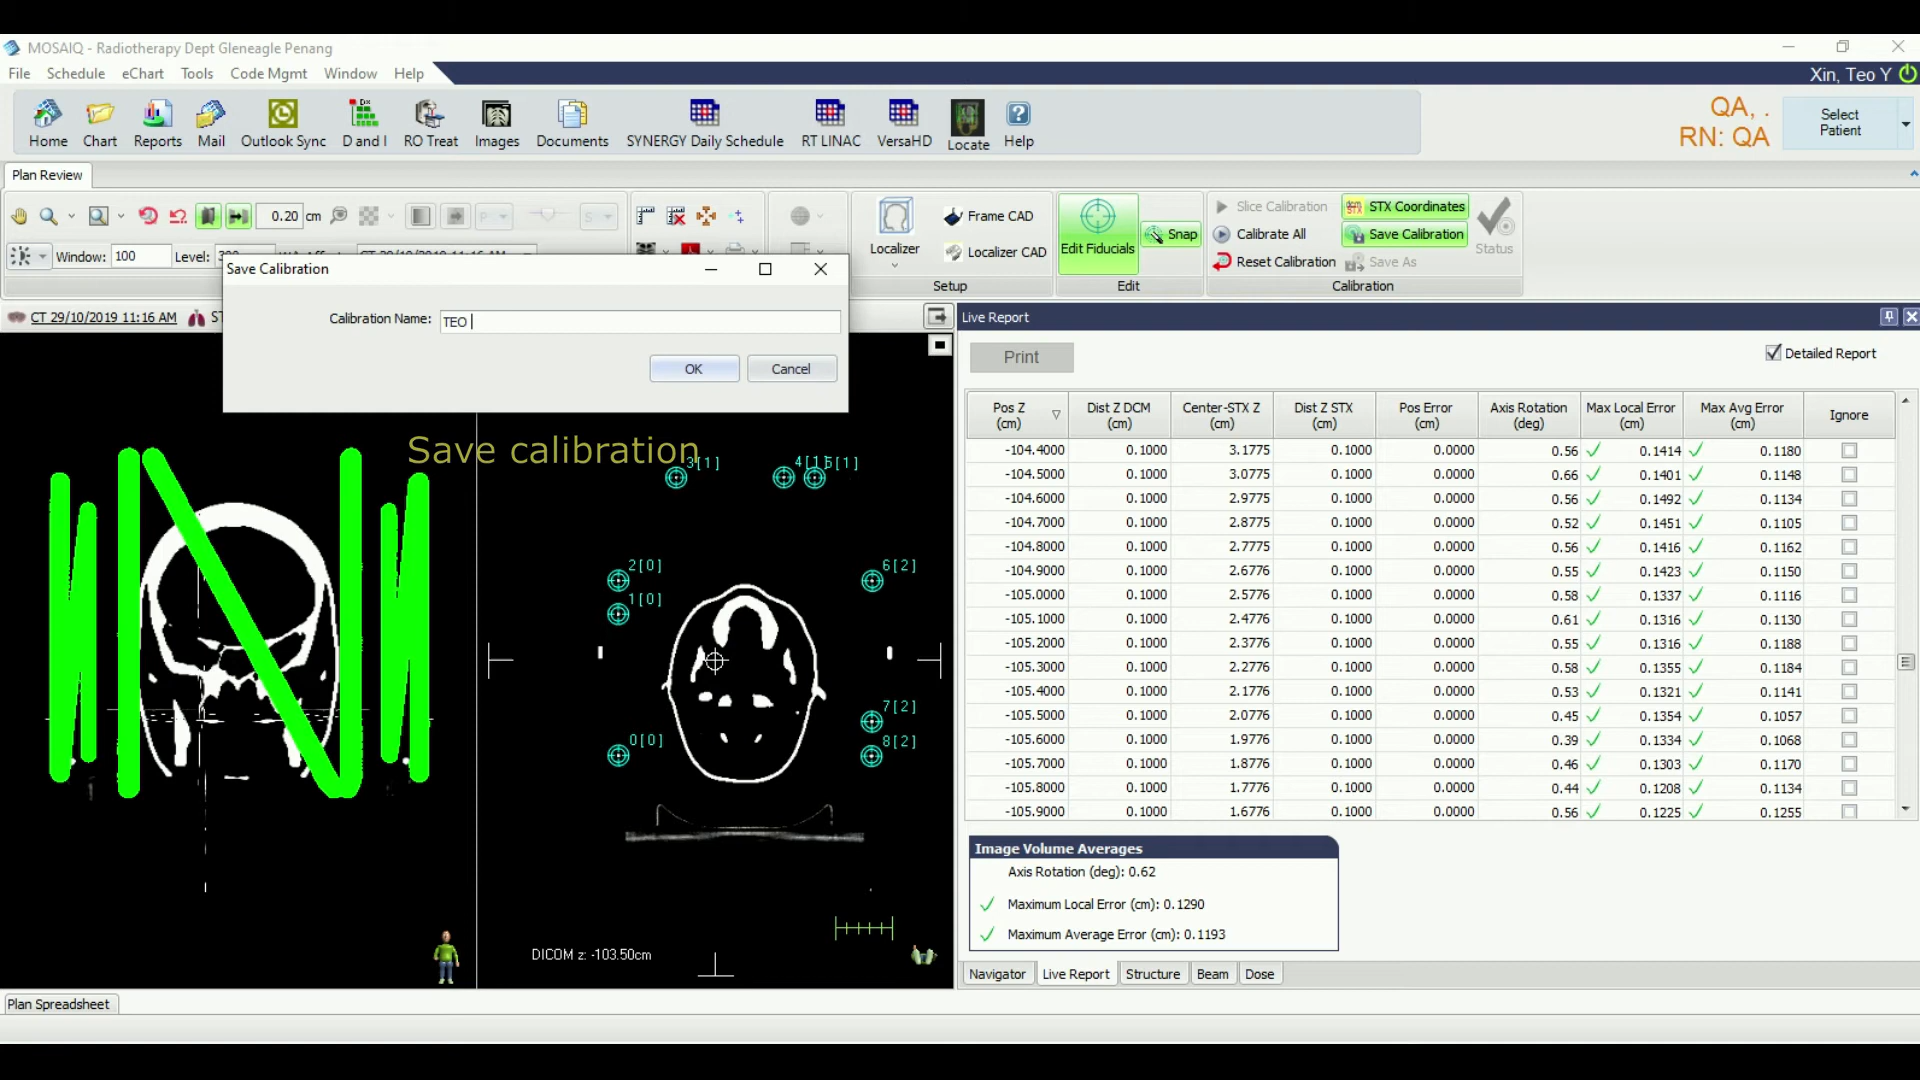 MOSAIQ - Radiotherapy Dept Gleneagle Penang
File Schedule eChart Tools Code Mgmt Window Help
Xin, Teo Y
Home Chart Reports Mail Outlook Sync D and I RO Treat Images Documents SYNERGY Daily Schedule RT LINAC VersaHD Locate Help
QA, .
RN: QA
Select
Patient
Plan Review
0.20 cm
Window: 100 Level:
Localizer
Frame CAD
Localizer CAD
Setup
Edit Fiducials
Snap
Edit
Slice Calibration
Calibrate All
Reset Calibration
STX Coordinates
Save Calibration
Save As
Status
Calibration
Save Calibration
Calibration Name: TEO
OK Cancel
CT 29/10/2019 11:16 AM
Save calibration
3[1]
5[1]
2[0]
6[2]
1[0]
7[2]
0[0]
8[2]
DICOM z: -103.50cm
Live Report
Print
Detailed Report
Pos Z (cm) Dist Z DCM (cm) Center-STX Z (cm) Dist Z STX (cm) Pos Error (cm) Axis Rotation (deg) Max Local Error (cm) Max Avg Error (cm) Ignore
-104.4000 0.1000 3.1775 0.1000 0.0000 0.56 0.1414 0.1180
-104.5000 0.1000 3.0775 0.1000 0.0000 0.66 0.1401 0.1148
-104.6000 0.1000 2.9775 0.1000 0.0000 0.56 0.1492 0.1134
-104.7000 0.1000 2.8775 0.1000 0.0000 0.52 0.1451 0.1105
-104.8000 0.1000 2.7775 0.1000 0.0000 0.56 0.1416 0.1162
-104.9000 0.1000 2.6776 0.1000 0.0000 0.55 0.1423 0.1150
-105.0000 0.1000 2.5776 0.1000 0.0000 0.58 0.1337 0.1116
-105.1000 0.1000 2.4776 0.1000 0.0000 0.61 0.1316 0.1130
-105.2000 0.1000 2.3776 0.1000 0.0000 0.55 0.1316 0.1188
-105.3000 0.1000 2.2776 0.1000 0.0000 0.58 0.1355 0.1184
-105.4000 0.1000 2.1776 0.1000 0.0000 0.53 0.1321 0.1141
-105.5000 0.1000 2.0776 0.1000 0.0000 0.45 0.1354 0.1057
-105.6000 0.1000 1.9776 0.1000 0.0000 0.39 0.1334 0.1068
-105.7000 0.1000 1.8776 0.1000 0.0000 0.46 0.1303 0.1170
-105.8000 0.1000 1.7776 0.1000 0.0000 0.44 0.1208 0.1134
-105.9000 0.1000 1.6776 0.1000 0.0000 0.56 0.1225 0.1255
Image Volume Averages
Axis Rotation (deg): 0.62
Maximum Local Error (cm): 0.1290
Maximum Average Error (cm): 0.1193
Navigator Live Report Structure Beam Dose
Plan Spreadsheet